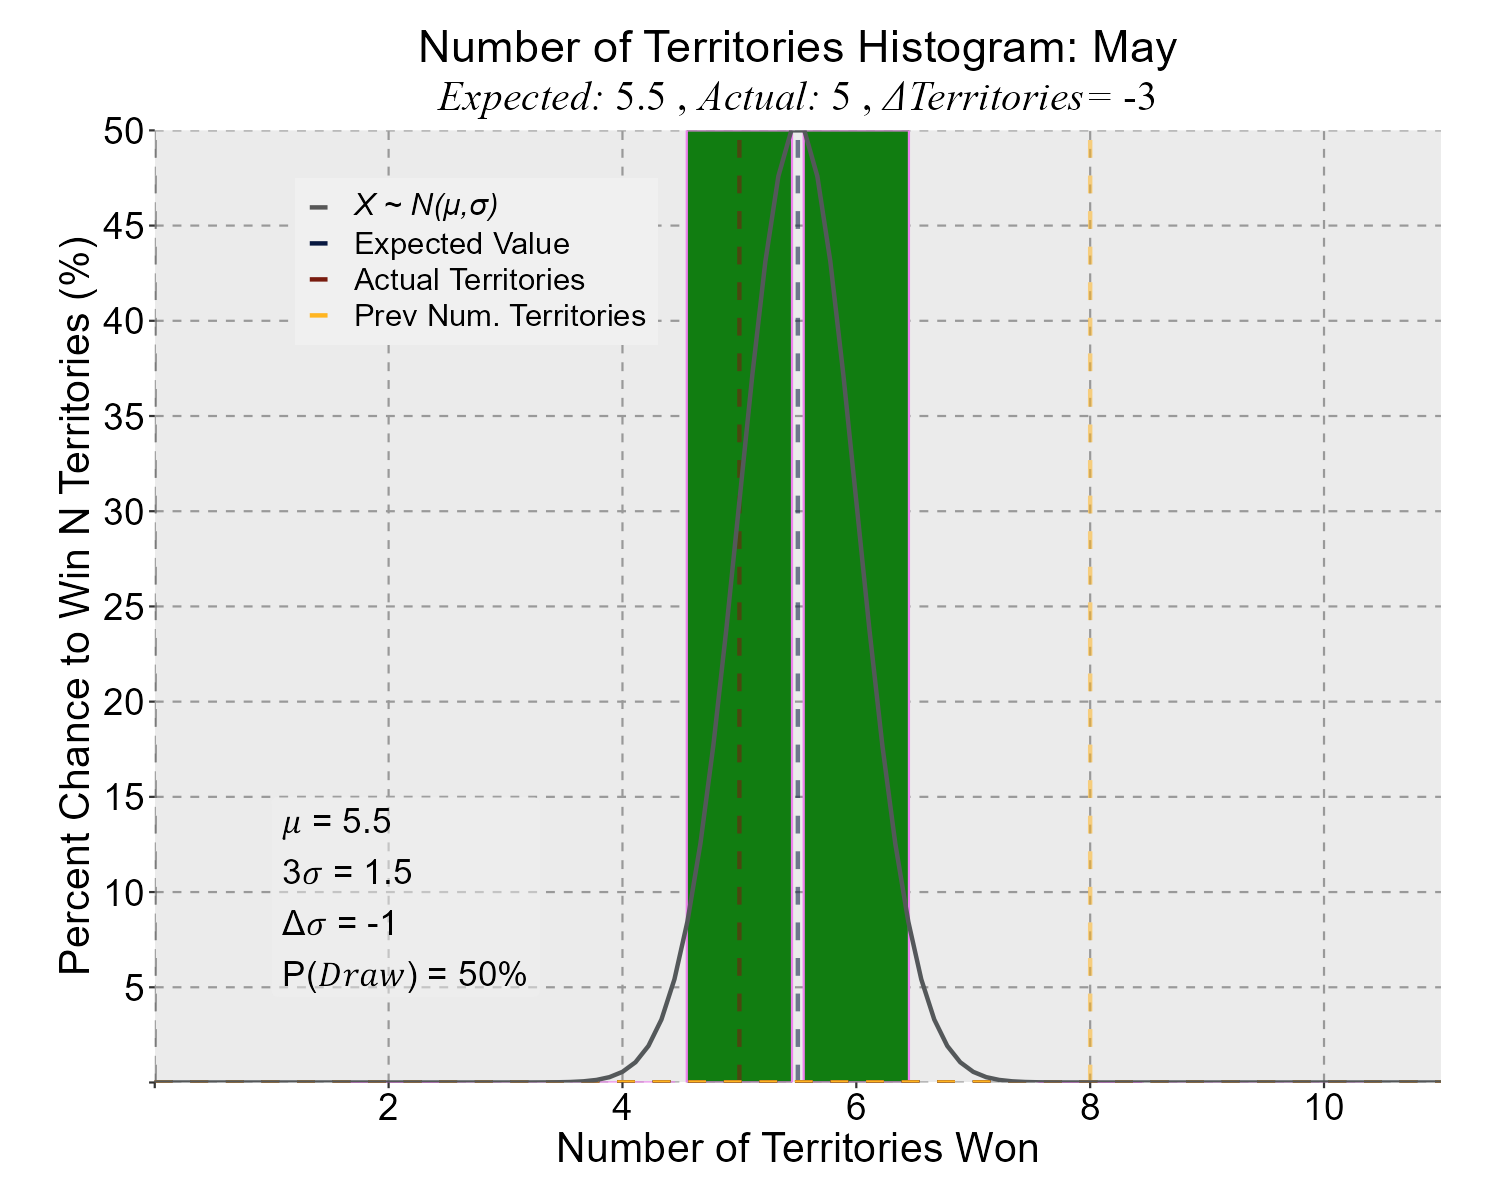 Number of Territories Histogram: May
Expected: 5.5 , Actual: 5 , ΔTerritories= -3
Percent Chance to Win N Territories (%)
50
45
40
35
30
25
20
15
10
5
X ~ N(μ,σ)
Expected Value
Actual Territories
Prev Num. Territories
μ = 5.5
3σ = 1.5
Δσ = -1
P(Draw) = 50%
2 4 6 8 10
Number of Territories Won